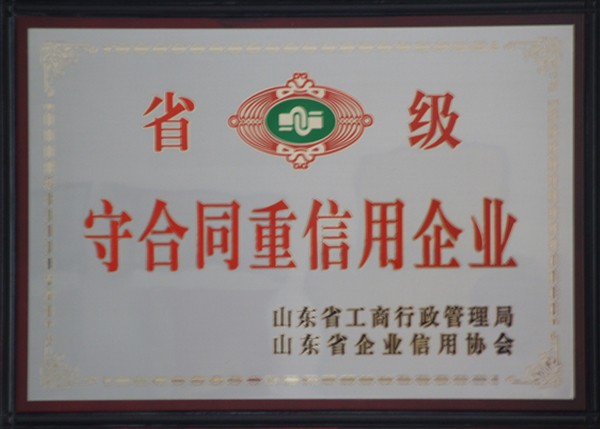 省 级
守合同重信用企业
山东省工商行政管理局
山东省企业信用协会